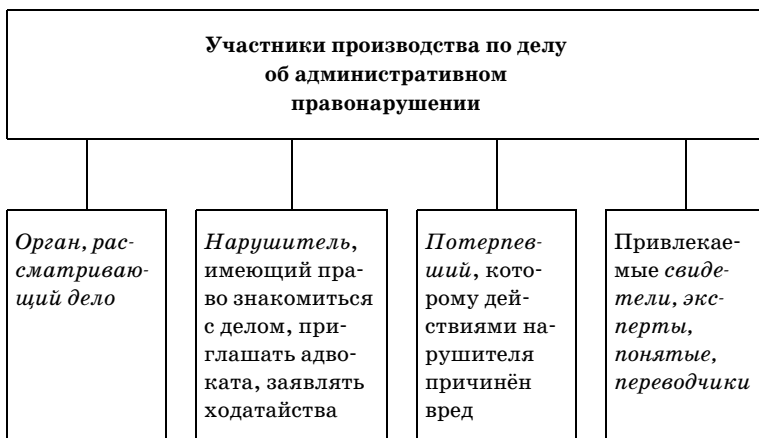 Участники производства по делу
об административном
правонарушении
Орган, рас-
сматриваю-
щий дело
Нарушитель,
имеющий пра-
во знакомиться
с делом, при-
глашать адво-
ката, заявлять
ходатайства
Потерпев-
ший, кото-
рому дей-
ствиями на-
рушителя
причинён
вред
Привлекае-
мые свиде-
тели, экс-
перты,
понятые,
переводчики